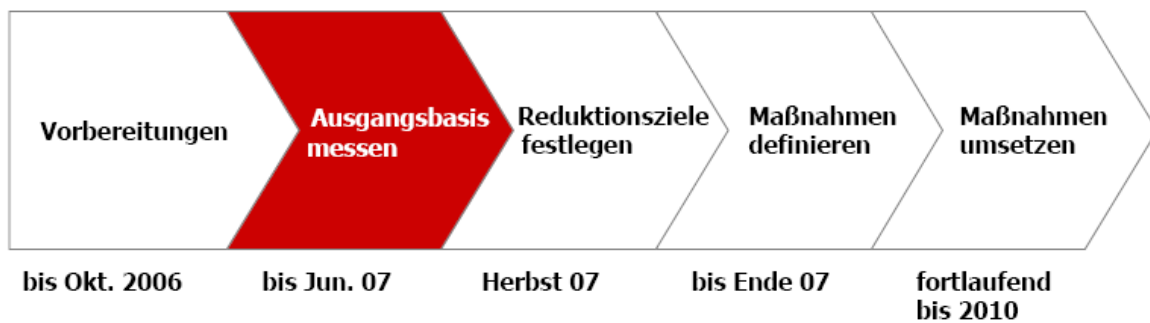 Vorbereitungen
Ausgangsbasis
messen
Reduktionsziele
festlegen
Maßnahmen
definieren
Maßnahmen
umsetzen
bis Okt. 2006
bis Jun. 07
Herbst 07
bis Ende 07
fortlaufend
bis 2010